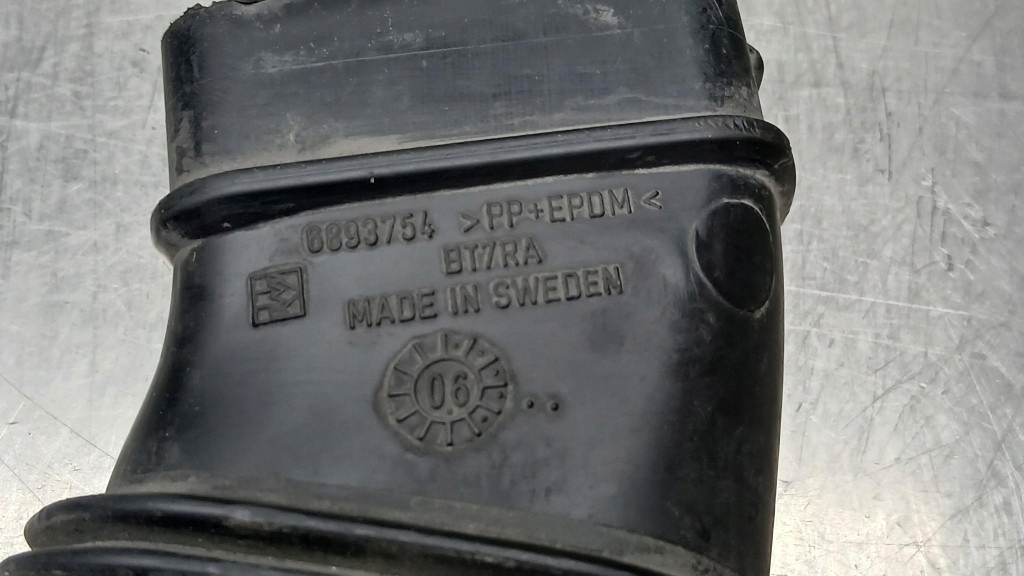 6893754 >PP+EPDM<
BT7RA
MADE IN SWEDEN
06